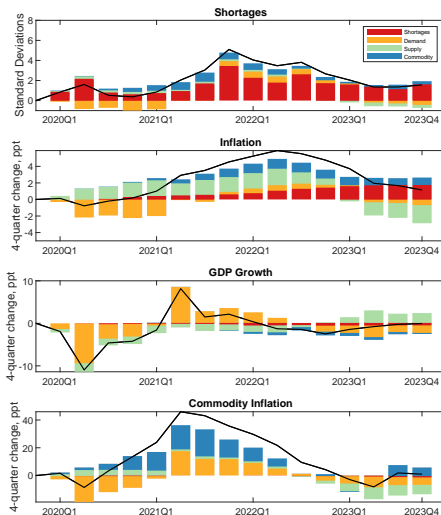 Shortages
Standard Deviations
8
6
4
2
0
Shortages
Demand
Supply
Commodity
2020Q1
2021Q1
2022Q1
2023Q1
2023Q4
Inflation
4-quarter change, ppt
4
2
0
-2
-4
2020Q1
2021Q1
2022Q1
2023Q1
2023Q4
GDP Growth
4-quarter change, ppt
10
0
-10
2020Q1
2021Q1
2022Q1
2023Q1
2023Q4
Commodity Inflation
4-quarter change, ppt
40
20
0
2020Q1
2021Q1
2022Q1
2023Q1
2023Q4